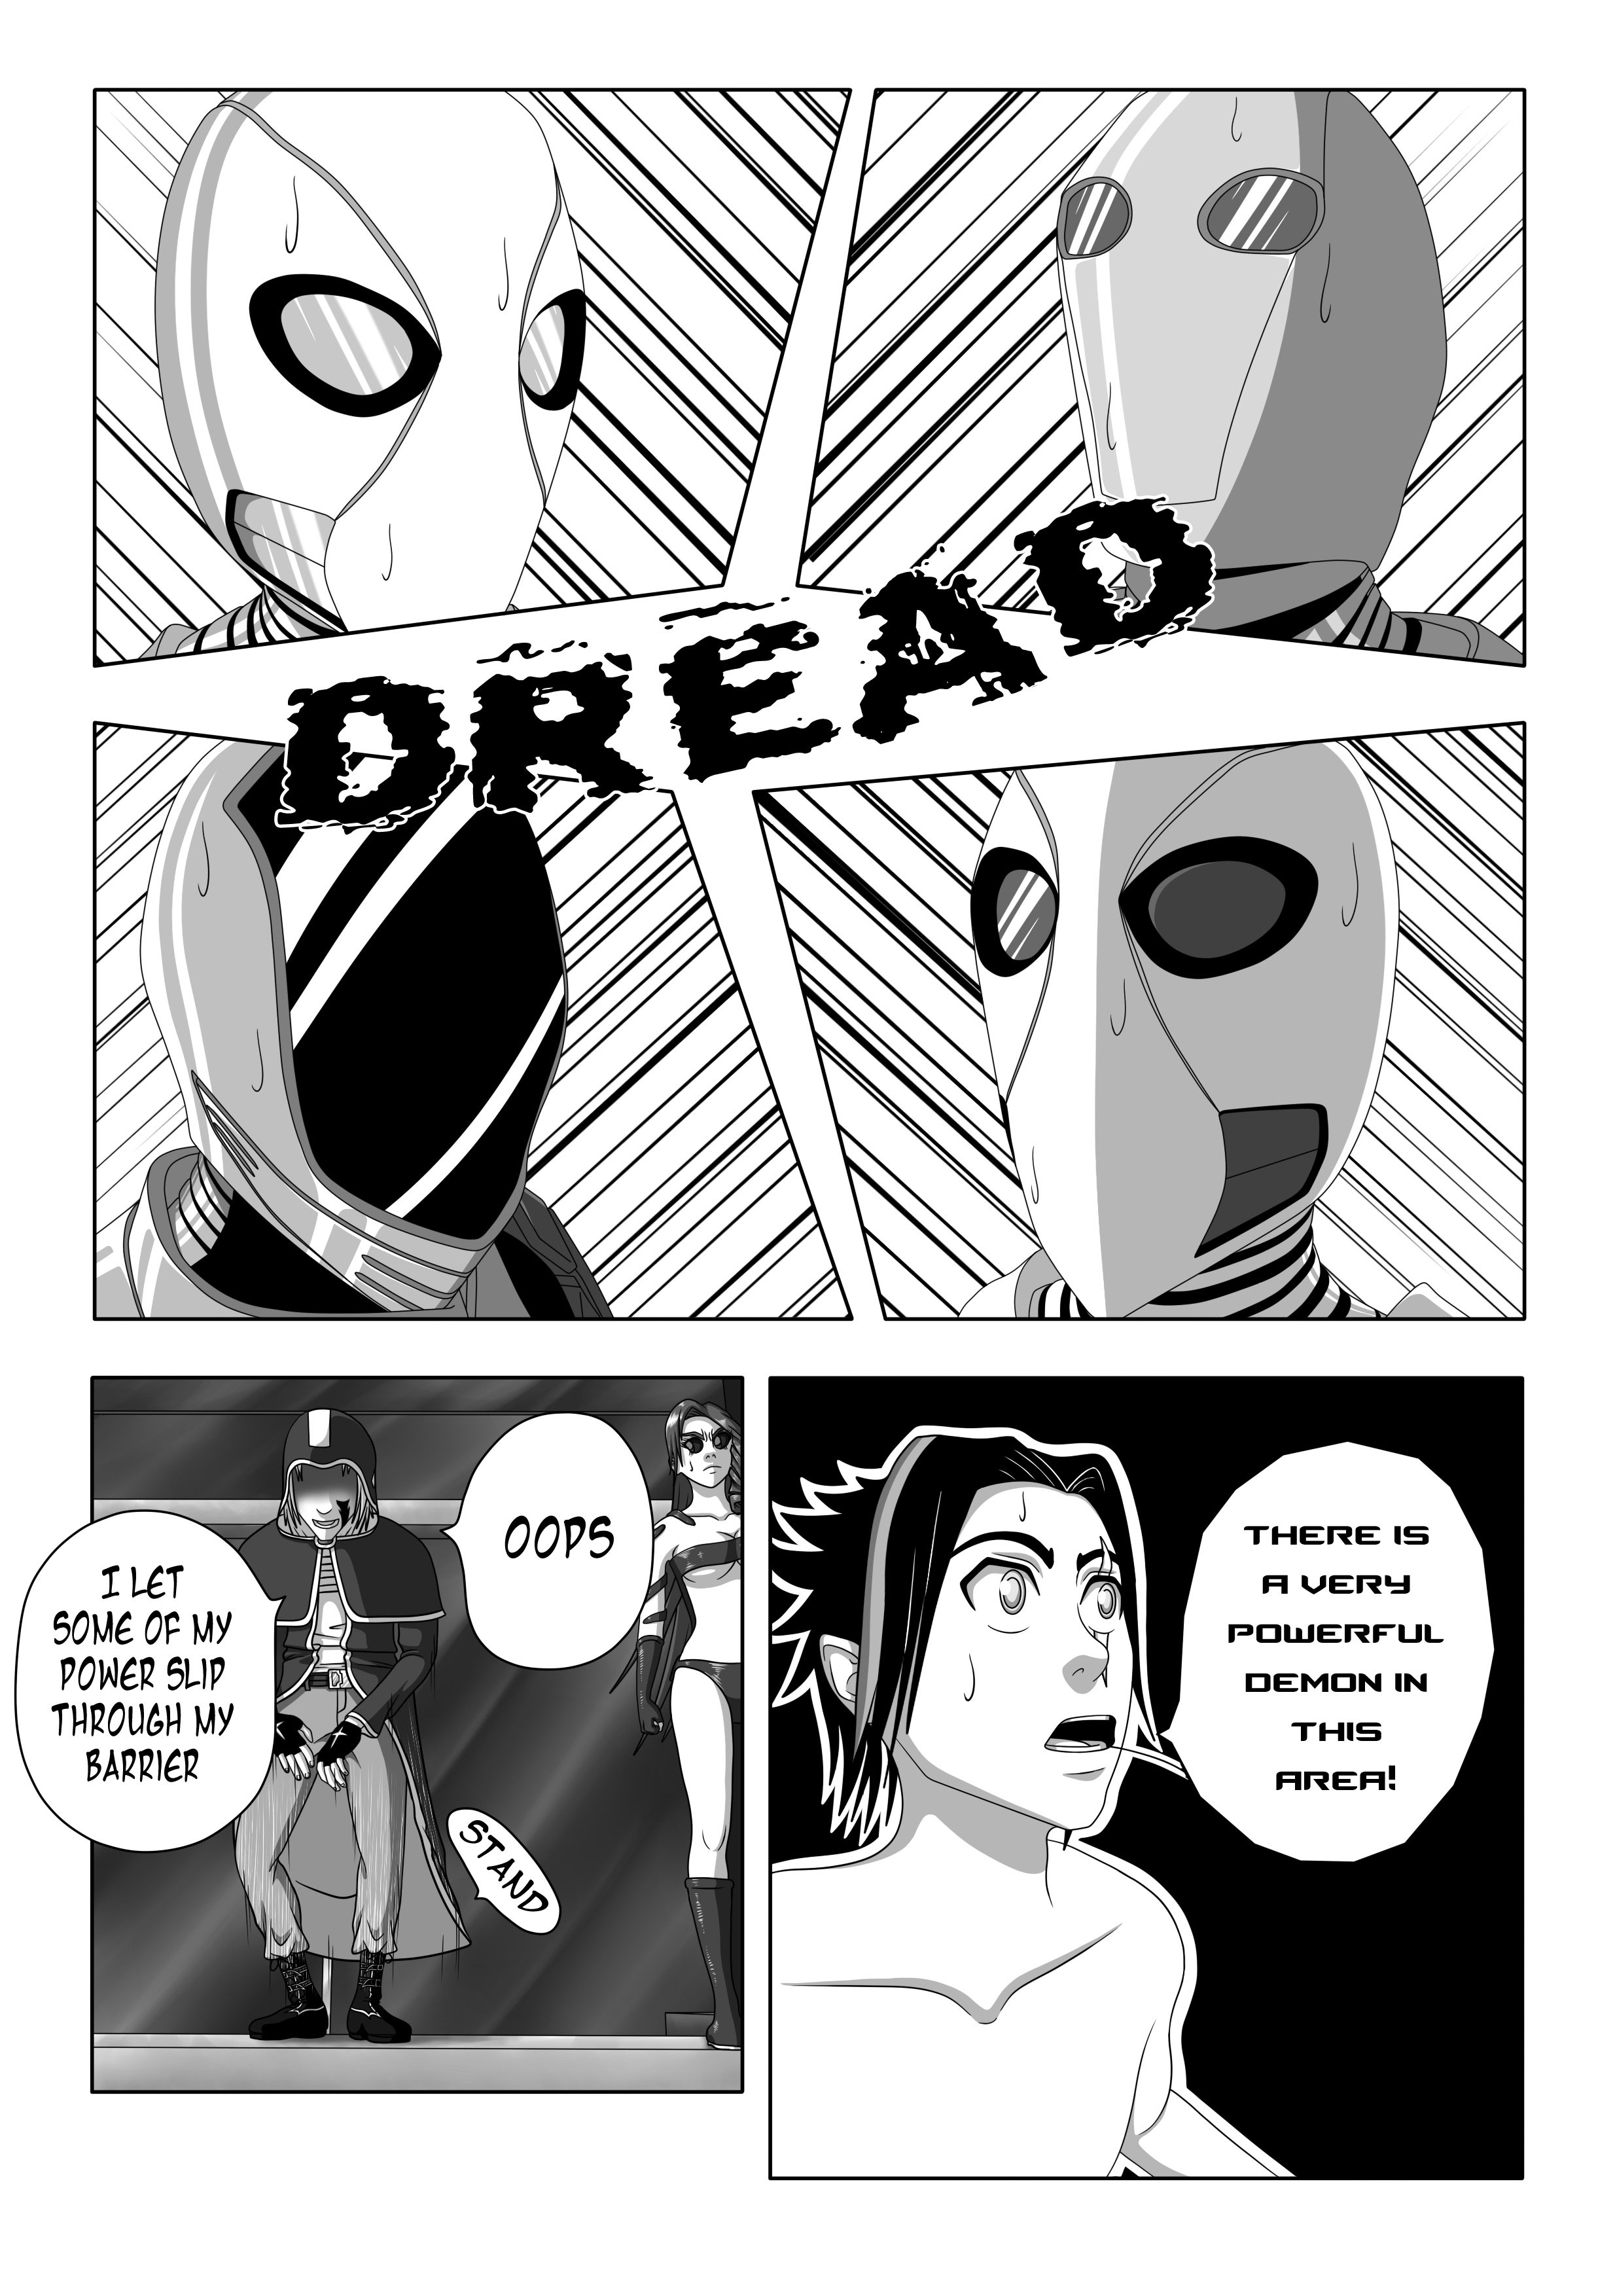 DREAD
THERE IS
A VERY
POWERFUL
DEMON IN
THIS
AREA!
OOPS
I LET
SOME OF MY
POWER SLIP
THROUGH MY
BARRIER
STAND